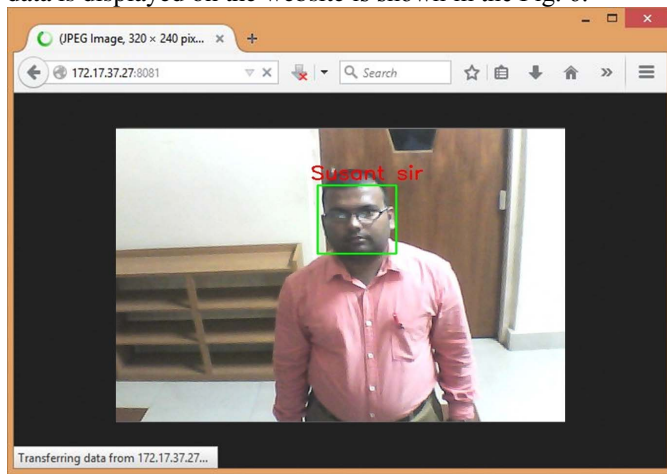 data is displayed on the website is shown in the Fig. 6.
(JPEG Image, 320 × 240 pix...
172.17.37.27:8081
Search
Susant sir
Transferring data from 172.17.37.27...